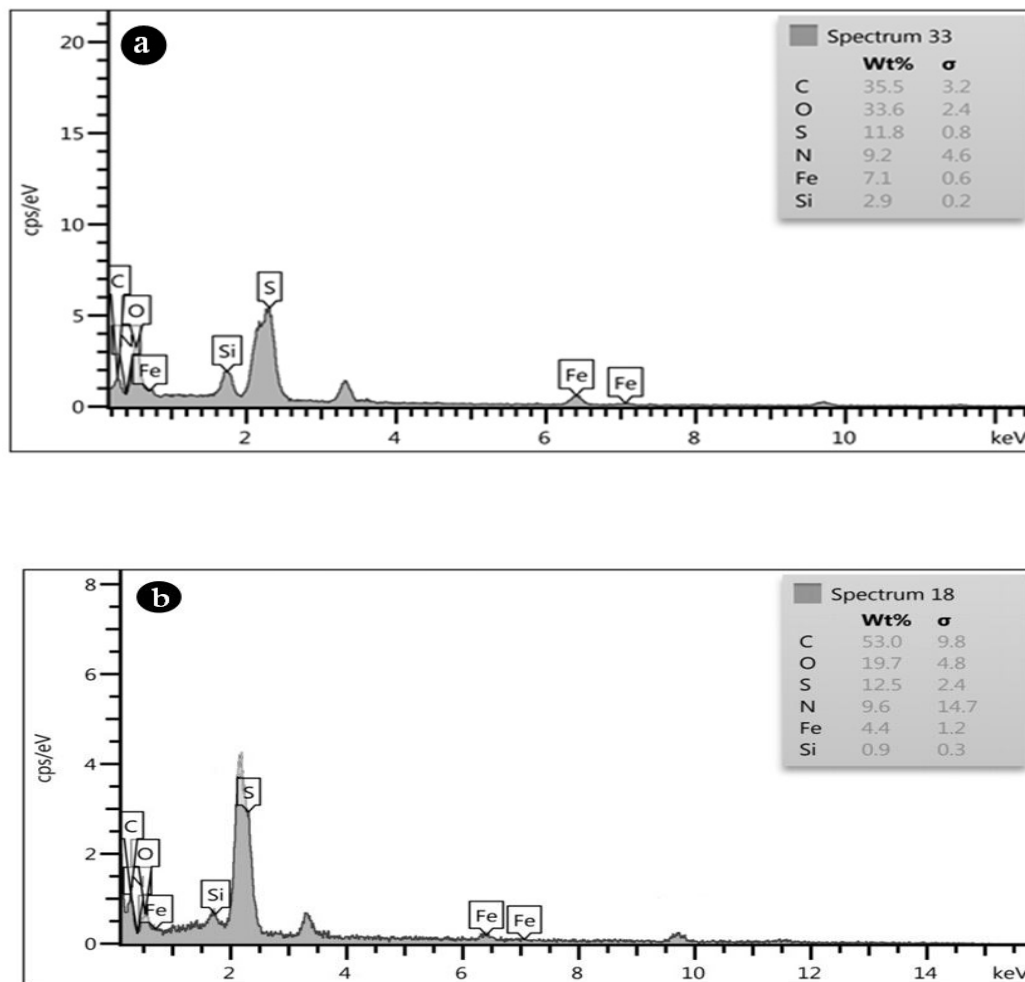 a
Spectrum 33
Wt% σ
C 35.5 3.2
O 33.6 2.4
S 11.8 0.8
N 9.2 4.6
Fe 7.1 0.6
Si 2.9 0.2
20
15
10
5
0
cps/eV
C
O
N
Fe
Si
S
Fe
Fe
2 4 6 8 10 keV
b
Spectrum 18
Wt% σ
C 53.0 9.8
O 19.7 4.8
S 12.5 2.4
N 9.6 14.7
Fe 4.4 1.2
Si 0.9 0.3
8
6
4
2
0
cps/eV
C
O
Fe
Si
S
Fe
Fe
2 4 6 8 10 12 14 keV